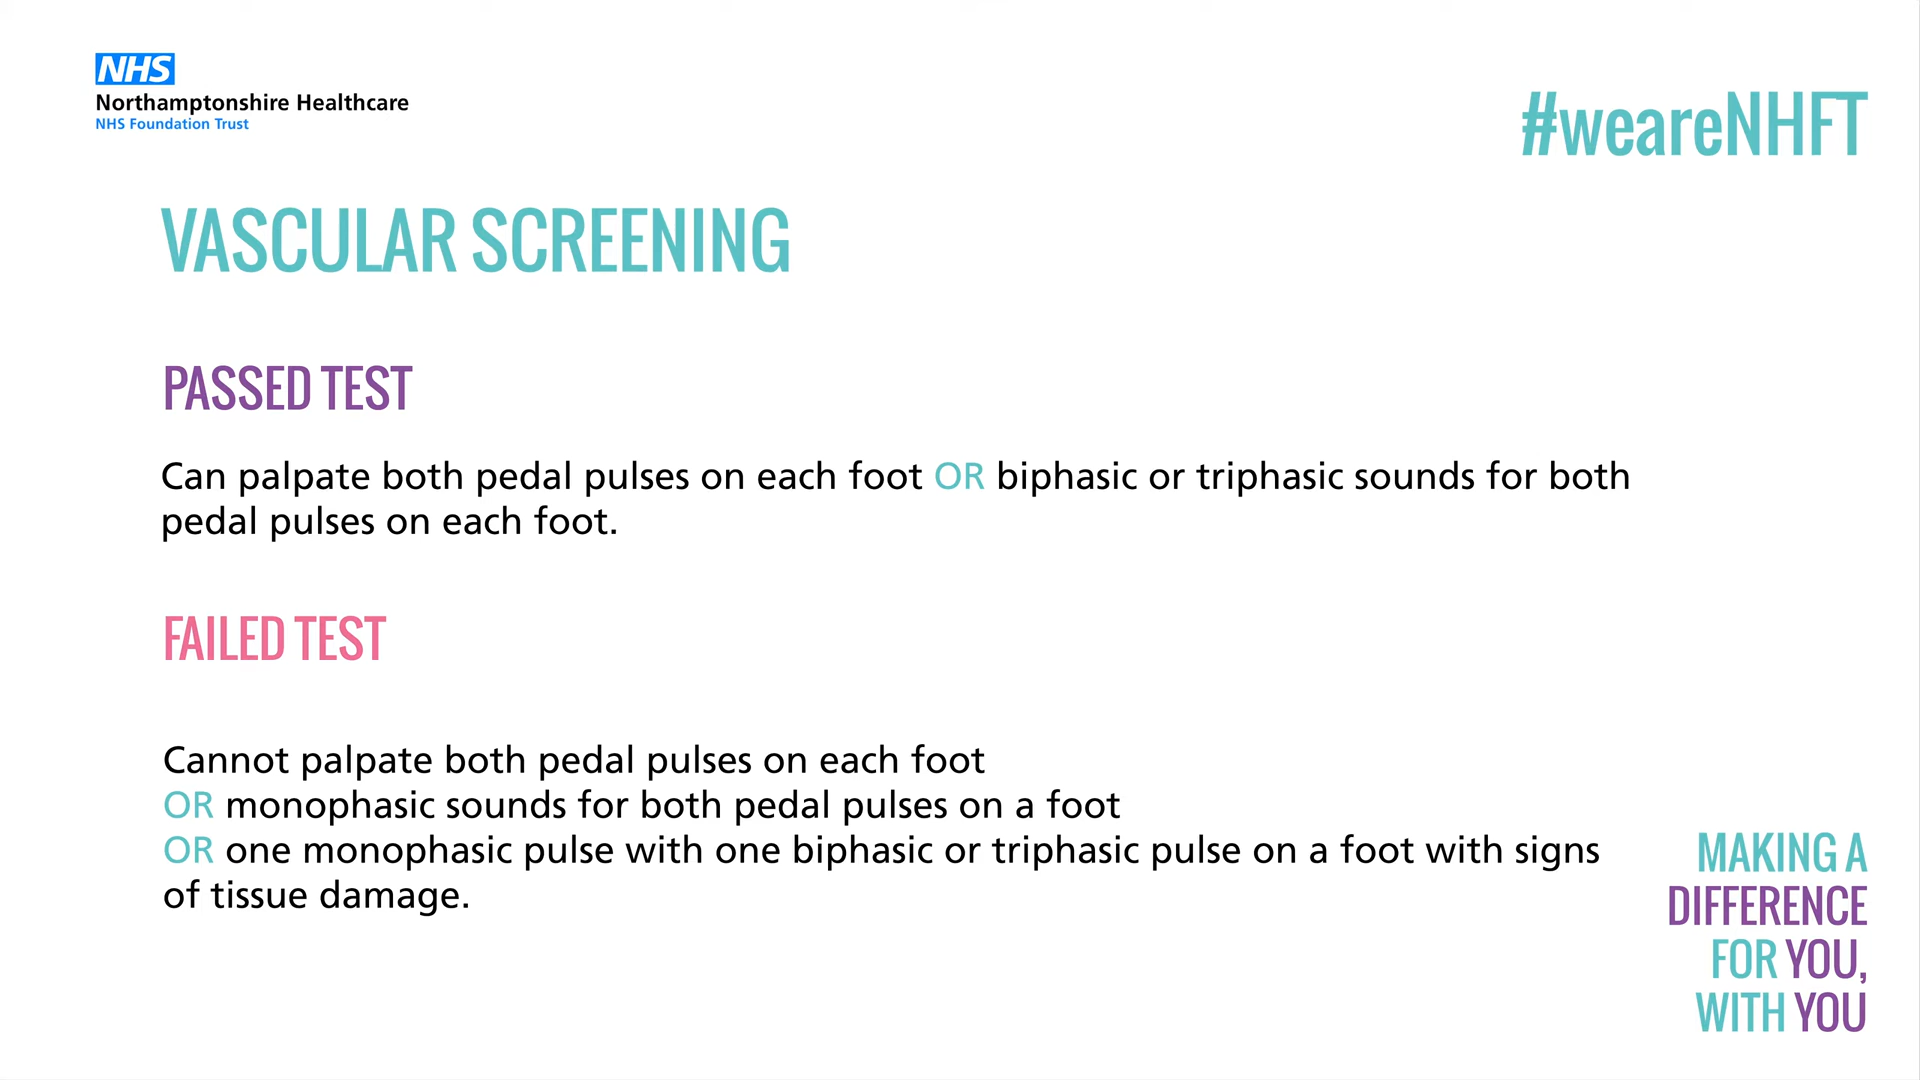 NHS
Northamptonshire Healthcare
NHS Foundation Trust
#weareNHFT
VASCULAR SCREENING
PASSED TEST
Can palpate both pedal pulses on each foot OR biphasic or triphasic sounds for both
pedal pulses on each foot.
FAILED TEST
Cannot palpate both pedal pulses on each foot
OR monophasic sounds for both pedal pulses on a foot
OR one monophasic pulse with one biphasic or triphasic pulse on a foot with signs
of tissue damage.
MAKING A
DIFFERENCE
FOR YOU,
WITH YOU